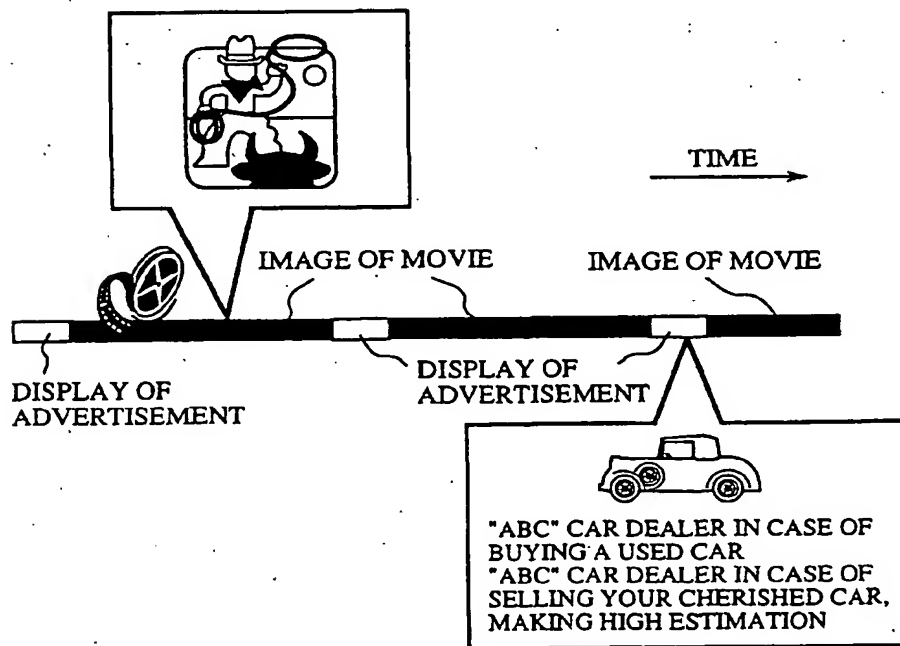 TIME
IMAGE OF MOVIE
IMAGE OF MOVIE
DISPLAY OF
ADVERTISEMENT
DISPLAY OF
ADVERTISEMENT
"ABC" CAR DEALER IN CASE OF
BUYING A USED CAR
"ABC" CAR DEALER IN CASE OF
SELLING YOUR CHERISHED CAR,
MAKING HIGH ESTIMATION